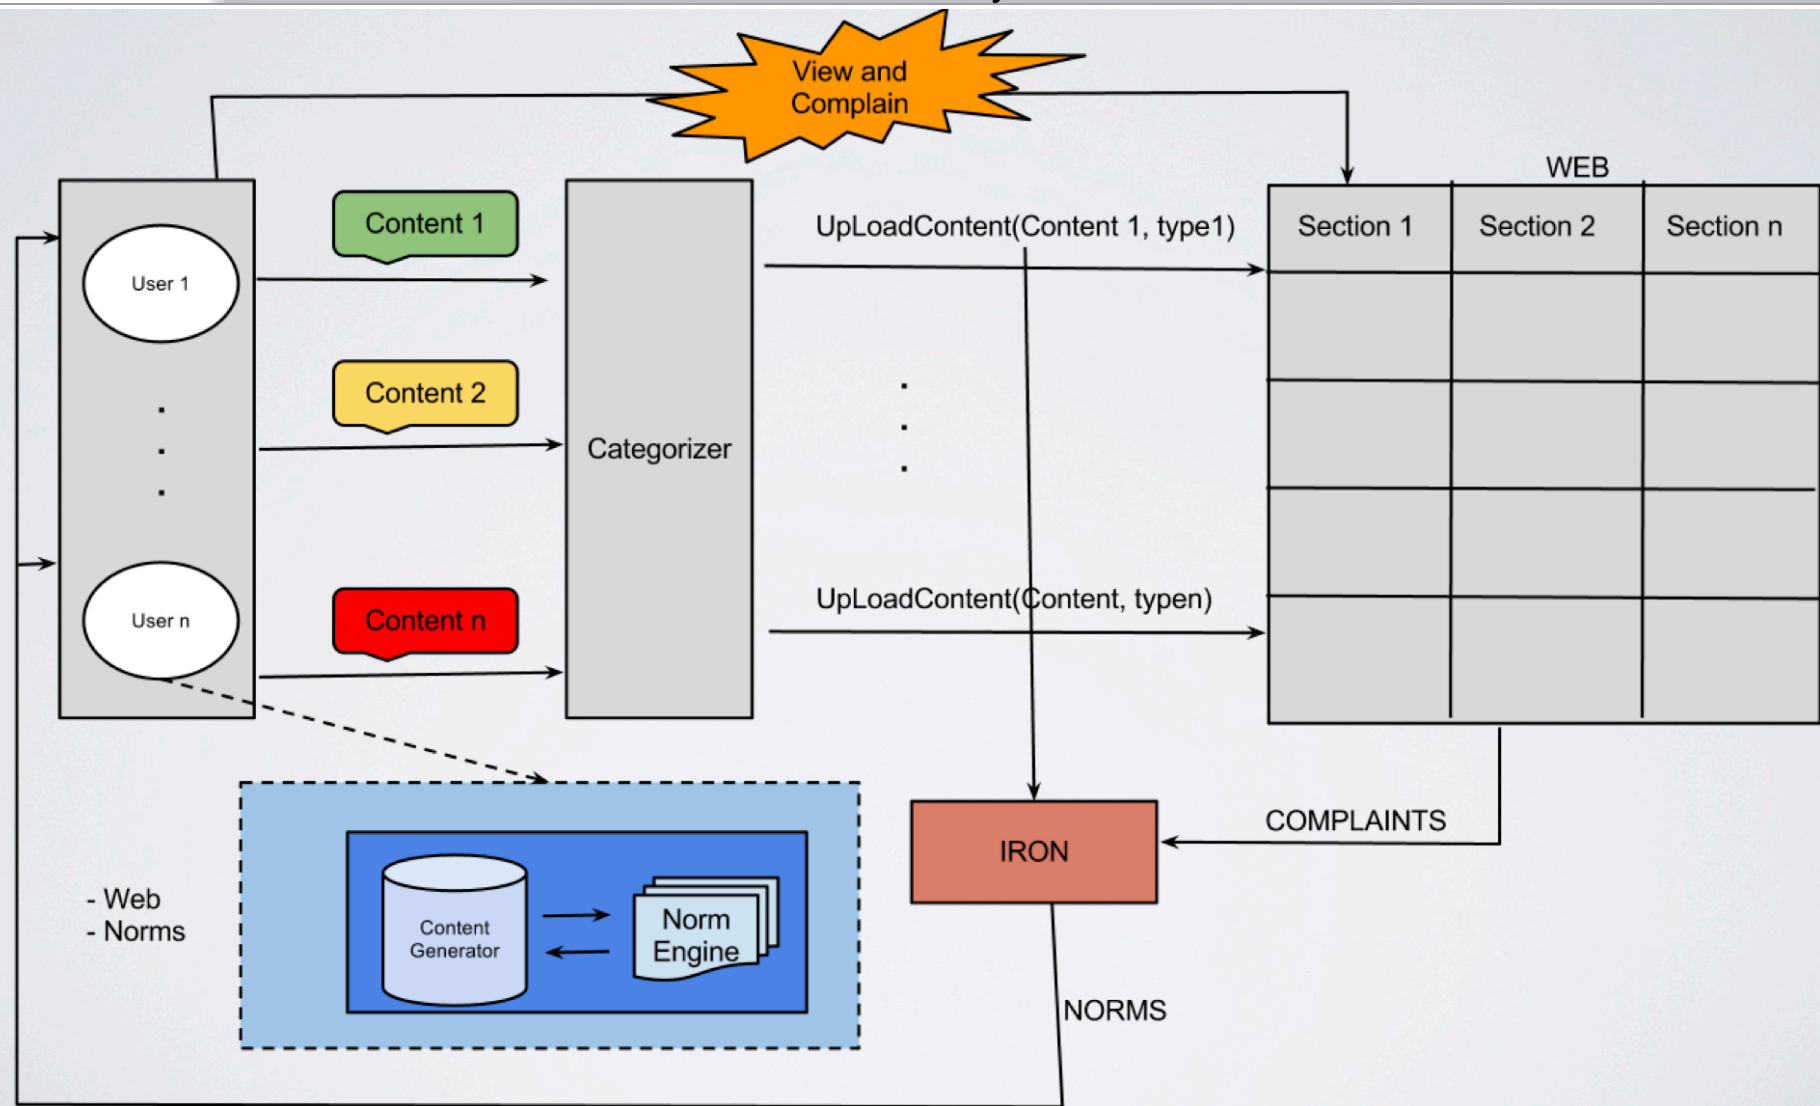 View and
Complain
WEB
Content 1
UpLoadContent(Content 1, type1)
Section 1
Section 2
Section n
User 1
Content 2
Categorizer
UpLoadContent(Content, typen)
User n
Content n
COMPLAINTS
IRON
- Web
- Norms
Content
Generator
Norm
Engine
NORMS